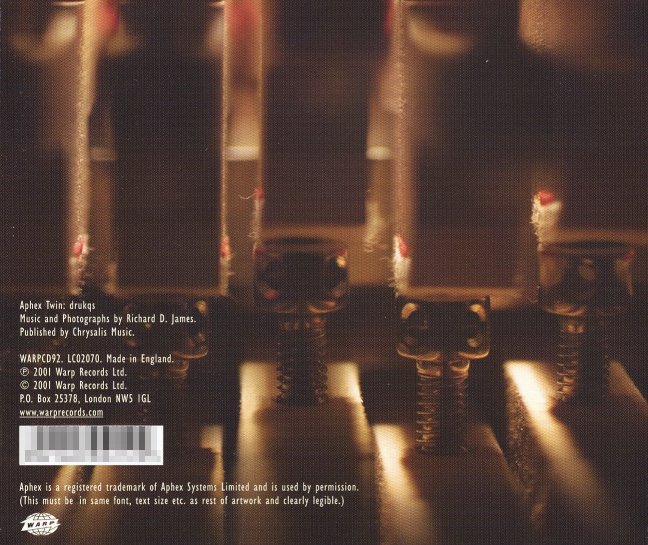 Aphex Twin: drukqs
Music and Photographs by Richard D. James.
Published by Chrysalis Music.
WARPCD92. LC02070. Made in England.
℗ 2001 Warp Records Ltd.
© 2001 Warp Records Ltd.
P.O. Box 25378, London NW5 1GL
www.warprecords.com
Aphex is a registered trademark of Aphex Systems Limited and is used by permission.
(This must be in same font, text size etc. as rest of artwork and clearly legible.)
WARP